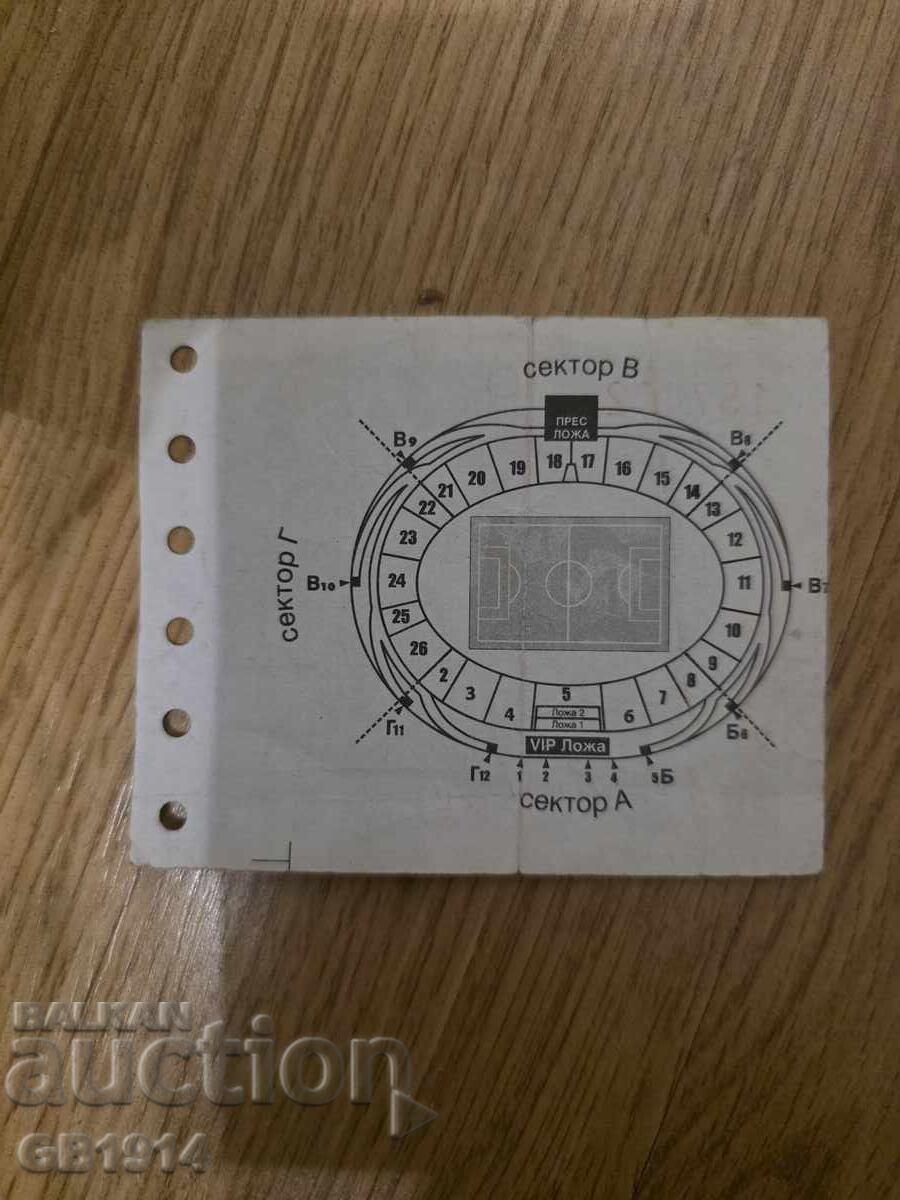 сектор В
ПРЕС
ЛОЖА
В9
В8
18
17
19
16
20
15
21
14
22
13
23
12
сектор Г
В10
24
11
В7
25
10
26
9
2
8
3
7
4
5
6
Ложа 2
Ложа 1
Г11
Б6
VIP Ложа
Г12
1
2
3
4
5Б
сектор А
BALKAN
auction
GB1914